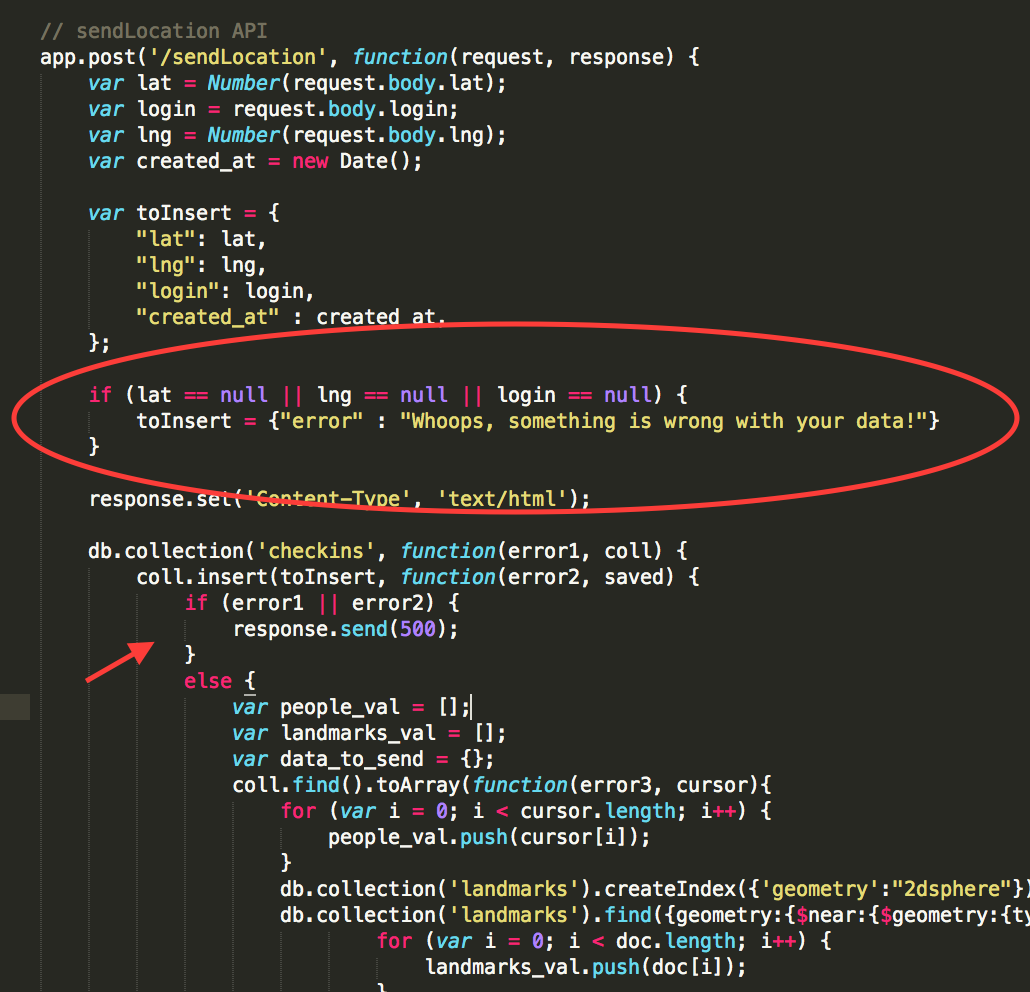 // sendLocation API
app.post('/sendLocation', function(request, response) {
var lat = Number(request.body.lat);
var login = request.body.login;
var lng = Number(request.body.lng);
var created_at = new Date();
var toInsert = {
"lat": lat,
"lng": lng,
"login": login,
"created_at" : created_at,
};
if (lat == null || lng == null || login == null) {
toInsert = {"error" : "Whoops, something is wrong with your data!"}
}
response.set('Content-Type', 'text/html');
db.collection('checkins', function(error1, coll) {
coll.insert(toInsert, function(error2, saved) {
if (error1 || error2) {
response.send(500);
}
else {
var people_val = [];
var landmarks_val = [];
var data_to_send = {};
coll.find().toArray(function(error3, cursor){
for (var i = 0; i < cursor.length; i++) {
people_val.push(cursor[i]);
}
db.collection('landmarks').createIndex({'geometry':"2dsphere"})
db.collection('landmarks').find({geometry:{$near:{$geometry:{ty
for (var i = 0; i < doc.length; i++) {
landmarks_val.push(doc[i]);
}